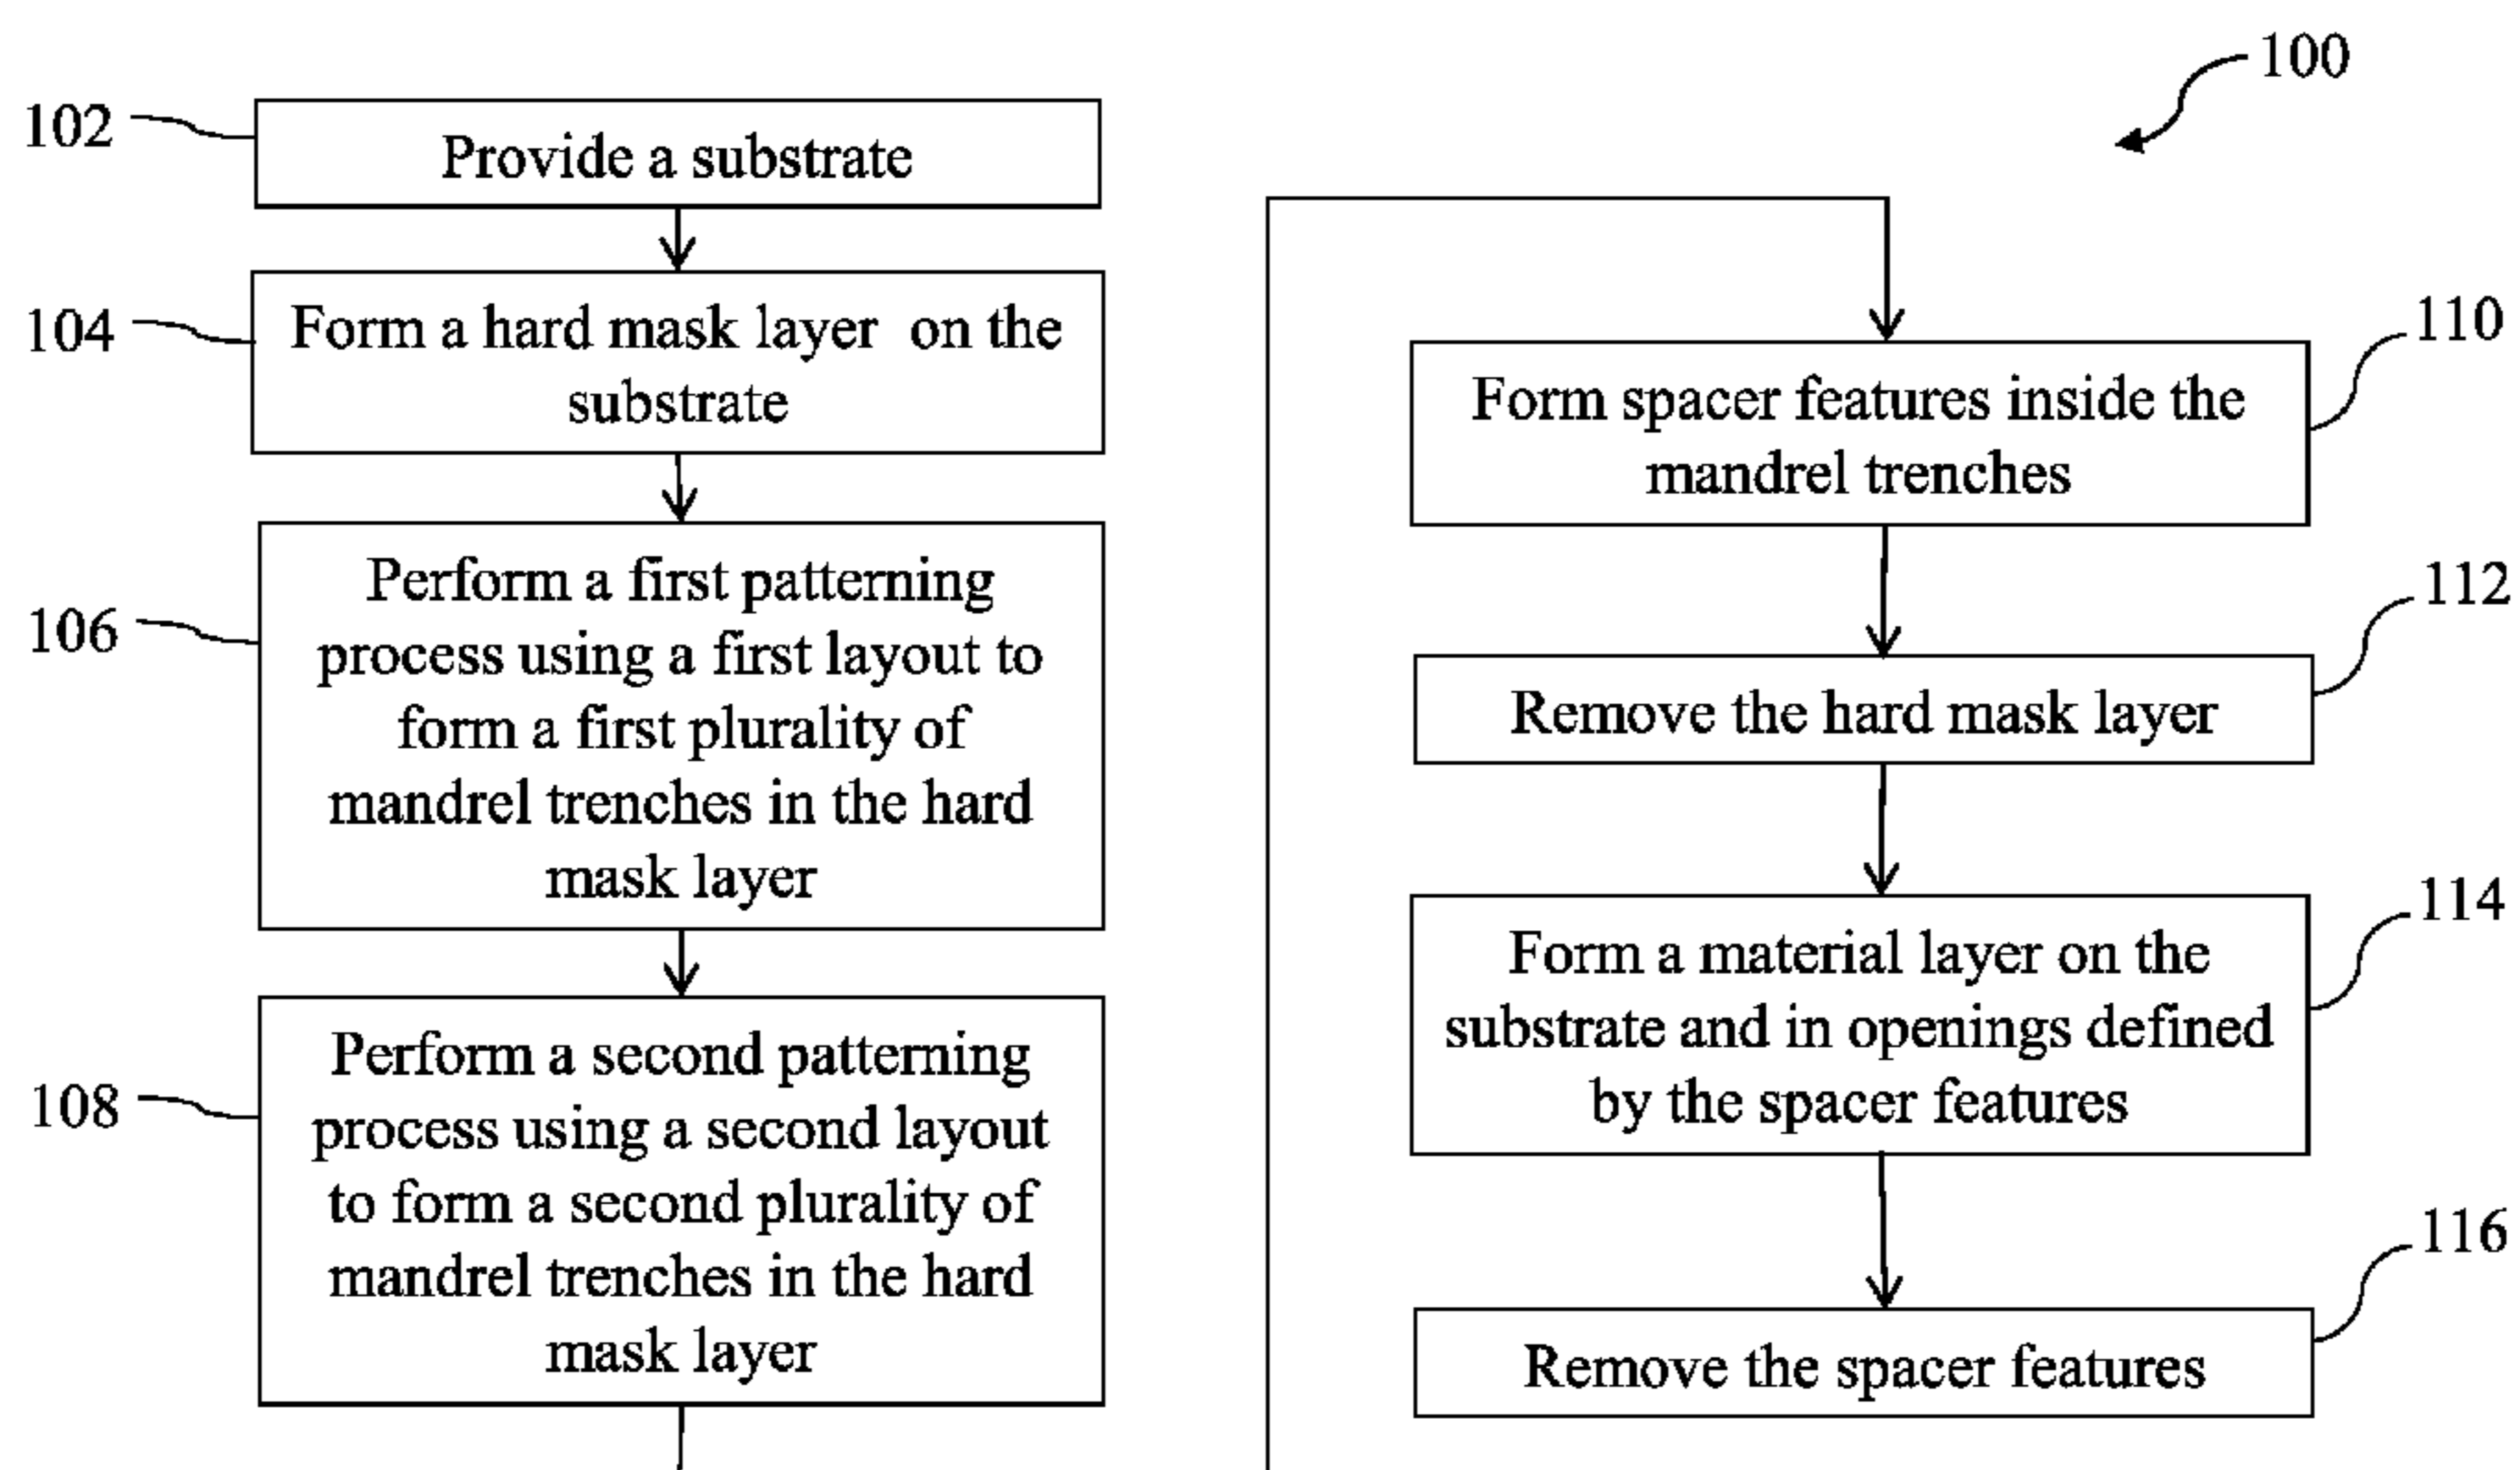 100
102
Provide a substrate
104
Form a hard mask layer on the
substrate
106
Perform a first patterning
process using a first layout to
form a first plurality of
mandrel trenches in the hard
mask layer
108
Perform a second patterning
process using a second layout
to form a second plurality of
mandrel trenches in the hard
mask layer
110
Form spacer features inside the
mandrel trenches
112
Remove the hard mask layer
114
Form a material layer on the
substrate and in openings defined
by the spacer features
116
Remove the spacer features